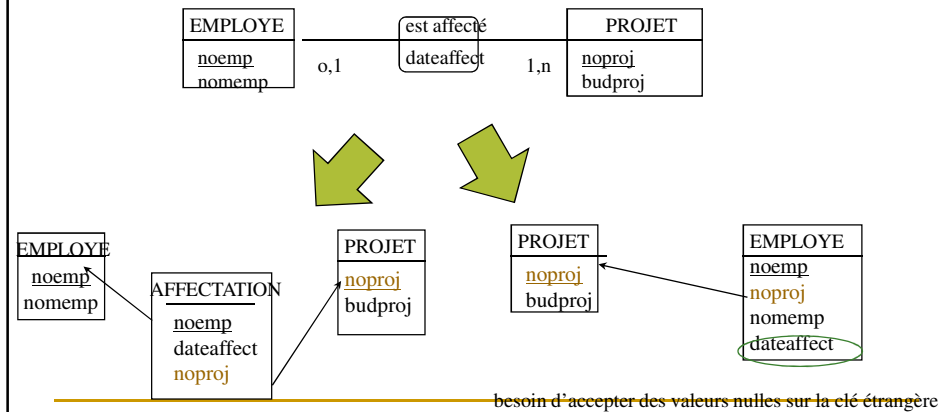 EMPLOYE
noemp
nomemp
o,1
est affecté
dateaffect
1,n
PROJET
noproj
budproj
EMPLOYE
noemp
nomemp
AFFECTATION
noemp
dateaffect
noproj
PROJET
noproj
budproj
PROJET
noproj
budproj
EMPLOYE
noemp
noproj
nomemp
dateaffect
besoin d'accepter des valeurs nulles sur la clé étrangère